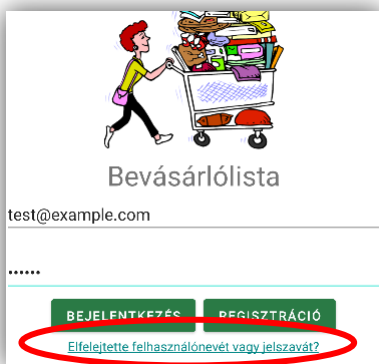 Bevásárlólista
test@example.com
••••••
BEJELENTKEZÉS REGISZTRÁCIÓ
Elfelejtette felhasználónevét vagy jelszavát?